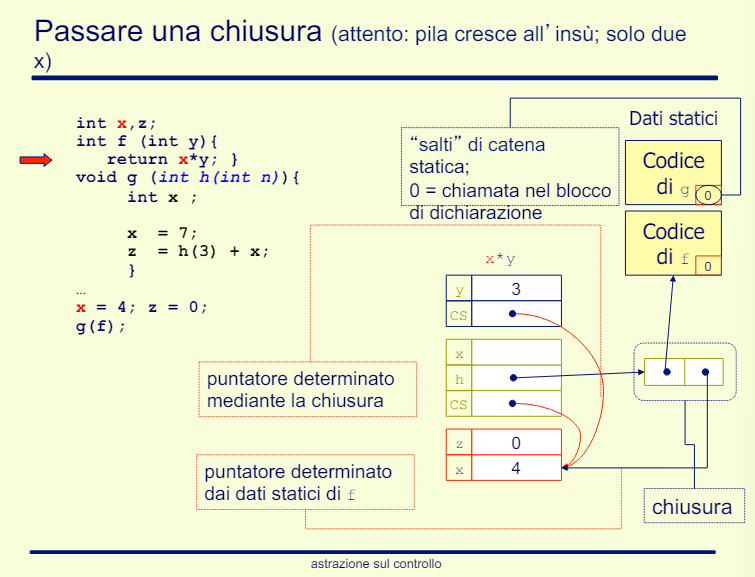 Passare una chiusura (attento: pila cresce all’insù; solo due
x)
int x,z;
int f (int y){
return x*y; }
void g (int h(int n)){
int x ;
x = 7;
z = h(3) + x;
}
…
x = 4; z = 0;
g(f);
“salti” di catena
statica;
0 = chiamata nel blocco
di dichiarazione
Dati statici
Codice
di g
0
Codice
di f
0
x*y
y 3
CS
x
h
CS
z 0
x 4
puntatore determinato
mediante la chiusura
puntatore determinato
dai dati statici di f
chiusura
astrazione sul controllo